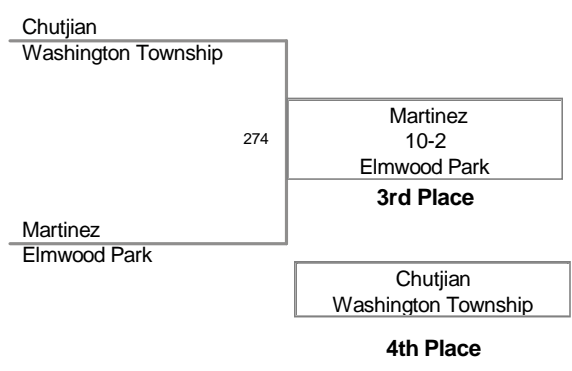 Chutjian
Washington Township
274
Martinez
10-2
Elmwood Park
3rd Place
Martinez
Elmwood Park
Chutjian
Washington Township
4th Place